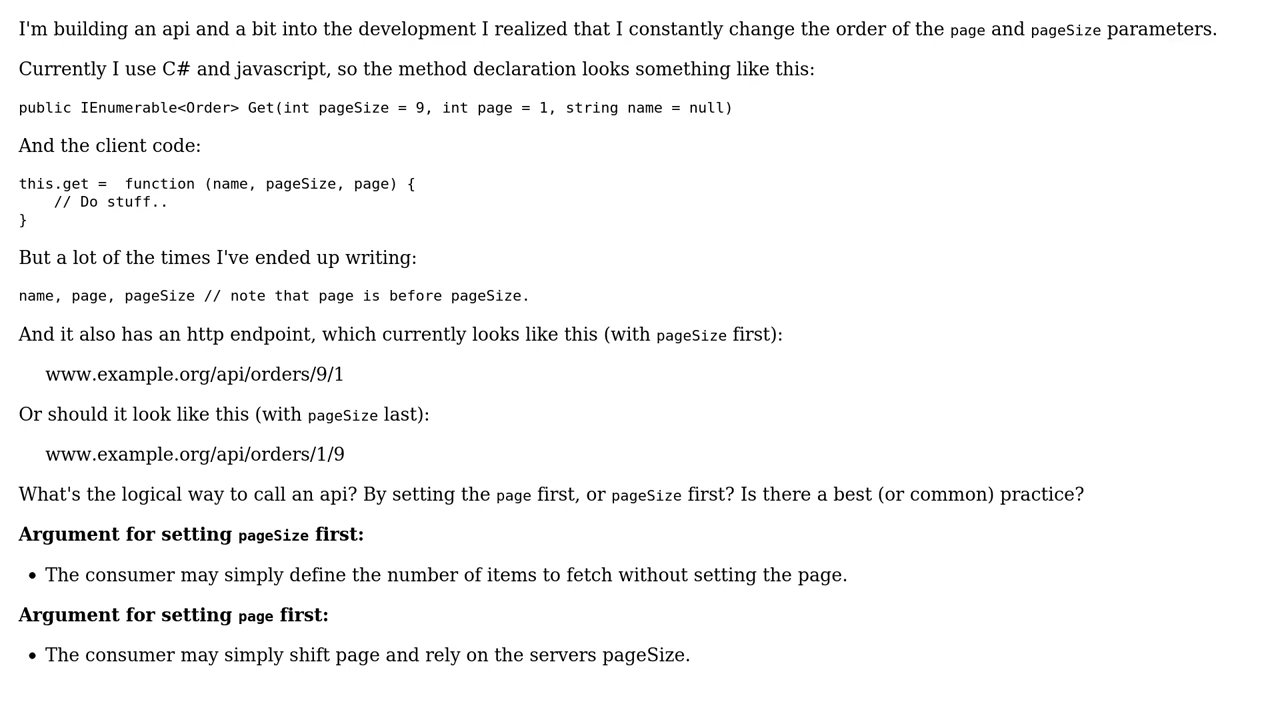 I'm building an api and a bit into the development I realized that I constantly change the order of the page and pageSize parameters.
Currently I use C# and javascript, so the method declaration looks something like this:
public IEnumerable<Order> Get(int pageSize = 9, int page = 1, string name = null)
And the client code:
this.get =  function (name, pageSize, page) {
    // Do stuff..
}
But a lot of the times I've ended up writing:
name, page, pageSize // note that page is before pageSize.
And it also has an http endpoint, which currently looks like this (with pageSize first):
www.example.org/api/orders/9/1
Or should it look like this (with pageSize last):
www.example.org/api/orders/1/9
What's the logical way to call an api? By setting the page first, or pageSize first? Is there a best (or common) practice?
Argument for setting pageSize first:
• The consumer may simply define the number of items to fetch without setting the page.
Argument for setting page first:
• The consumer may simply shift page and rely on the servers pageSize.